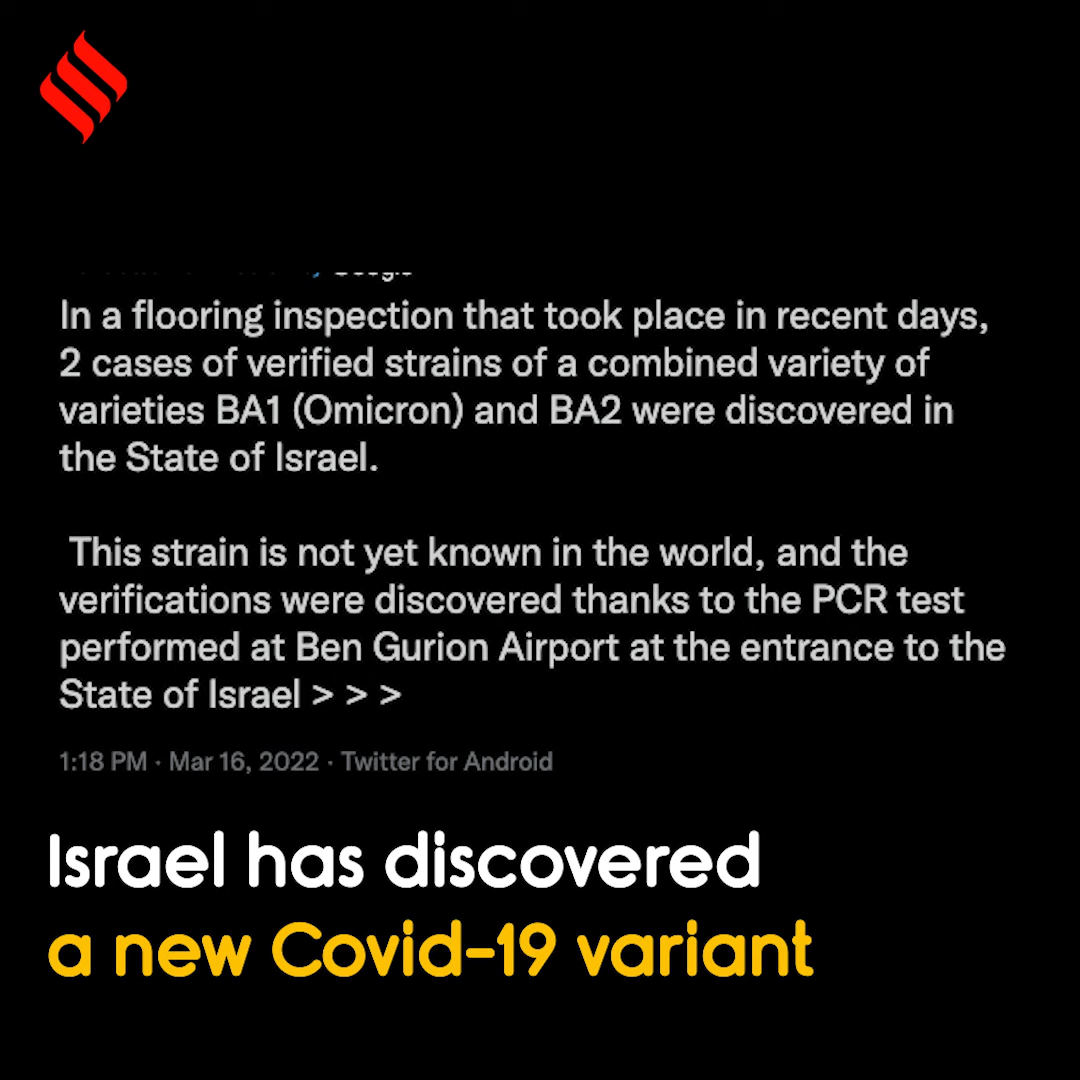 Google
In a flooring inspection that took place in recent days,
2 cases of verified strains of a combined variety of
varieties BA1 (Omicron) and BA2 were discovered in
the State of Israel.
This strain is not yet known in the world, and the
verifications were discovered thanks to the PCR test
performed at Ben Gurion Airport at the entrance to the
State of Israel > > >
1:18 PM · Mar 16, 2022 · Twitter for Android
Israel has discovered
a new Covid-19 variant